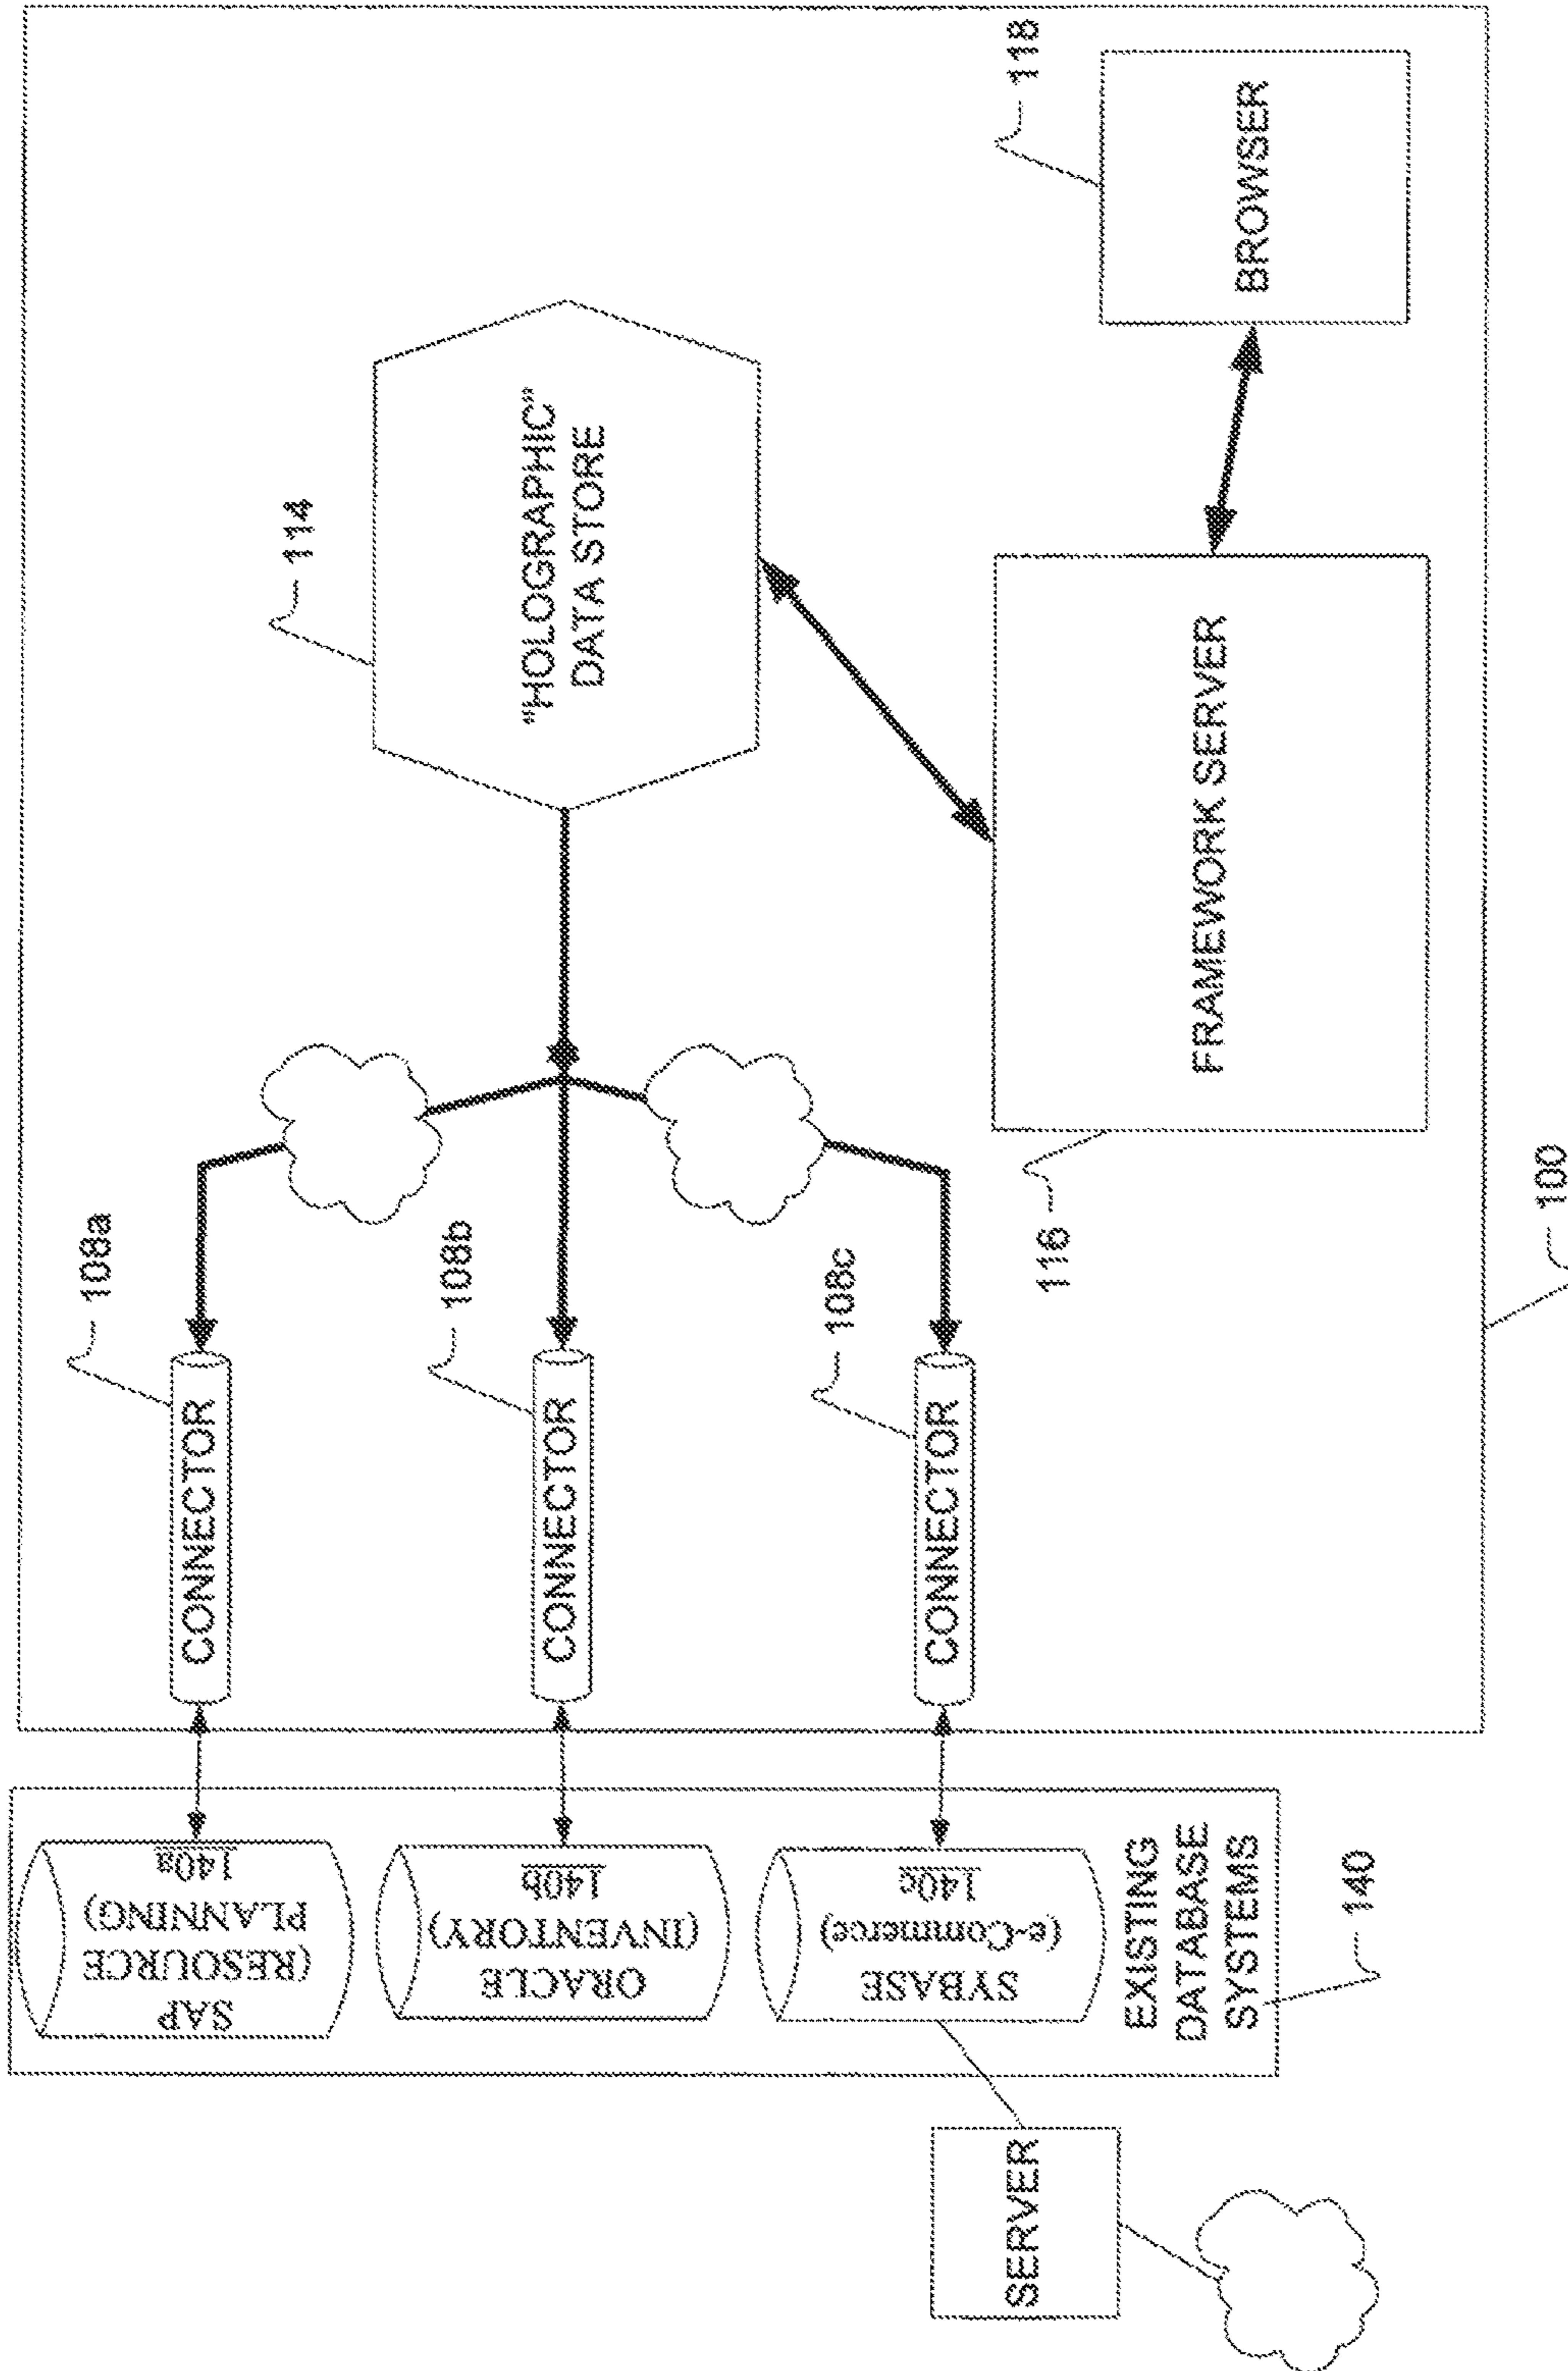 SAP
(RESOURCE
PLANNING)
140a
ORACLE
(INVENTORY)
140b
SYBASE
(e-Commerce)
140c
EXISTING
DATABASE
SYSTEMS
140
SERVER
CONNECTOR
108a
CONNECTOR
108b
CONNECTOR
108c
"HOLOGRAPHIC"
DATA STORE
114
FRAMEWORK SERVER
116
BROWSER
118
100